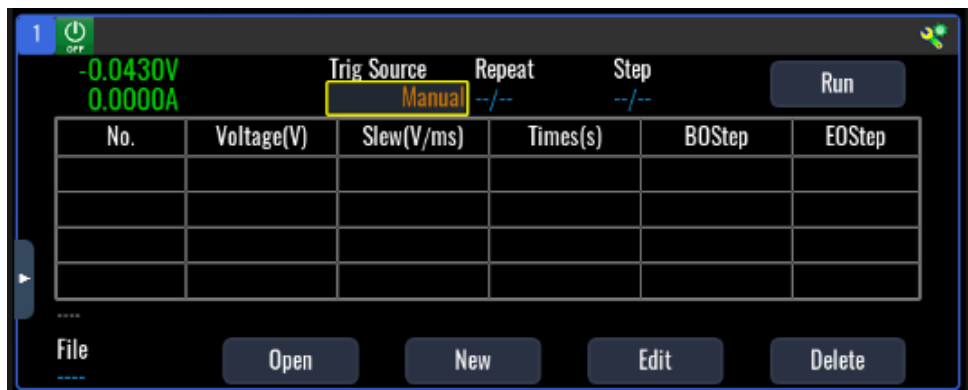 1 OFF
-0.0430V Trig Source Repeat Step Run
0.0000A Manual --/-- --/--
No. Voltage(V) Slew(V/ms) Times(s) BOStep EOStep
----
File Open New Edit Delete
----